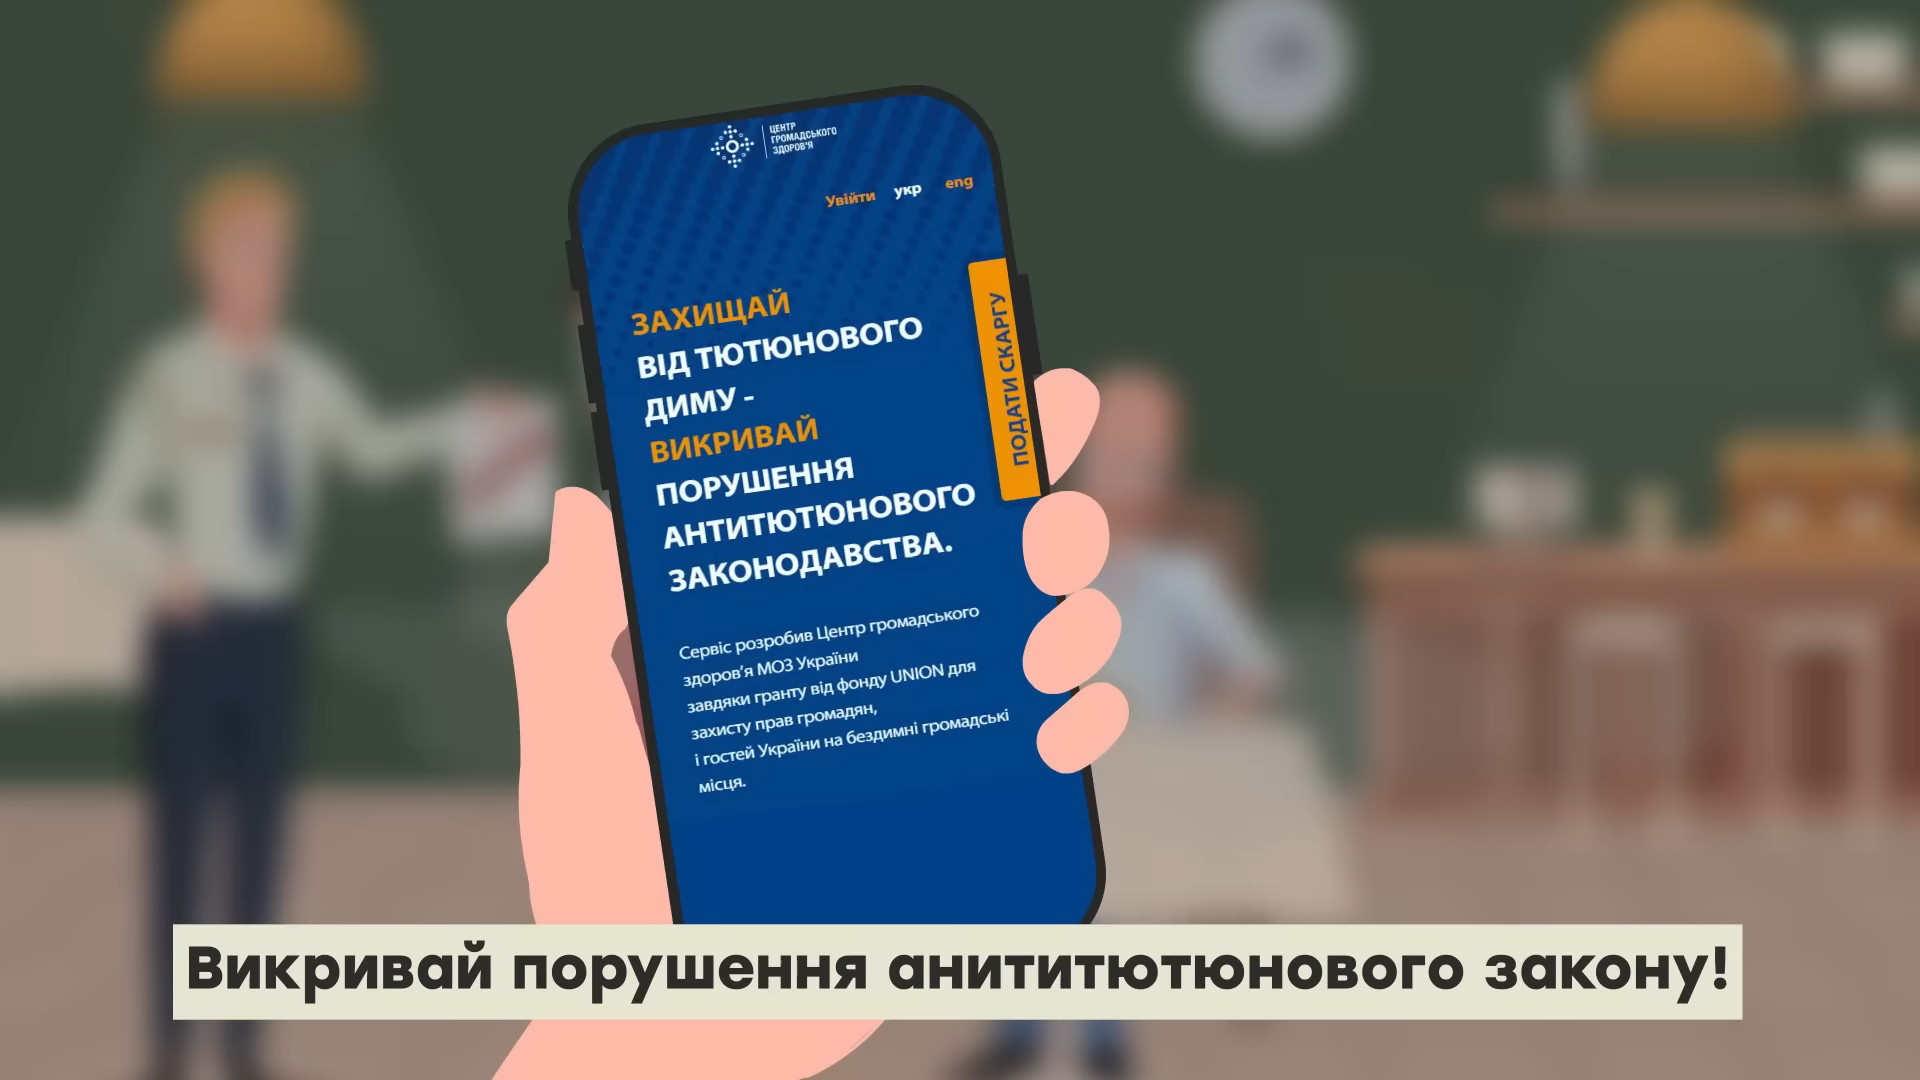 ЦЕНТР
ГРОМАДСЬКОГО
ЗДОРОВ'Я
Увійти укр eng
ЗАХИЩАЙ
ВІД ТЮТЮНОВОГО
ДИМУ -
ВИКРИВАЙ
ПОРУШЕННЯ
АНТИТЮТЮНОВОГО
ЗАКОНОДАВСТВА.
ПОДАТИ СКАРГУ
Сервіс розробив Центр громадського
здоров’я МОЗ України
завдяки гранту від фонду UNION для
захисту прав громадян,
і гостей України на бездимні громадські
місця.
Викривай порушення анититютюнового закону!